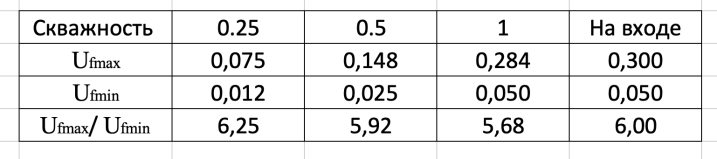 Скважность 0.25 0.5 1 На входе
Ufmax 0,075 0,148 0,284 0,300
Ufmin 0,012 0,025 0,050 0,050
Ufmax/ Ufmin 6,25 5,92 5,68 6,00